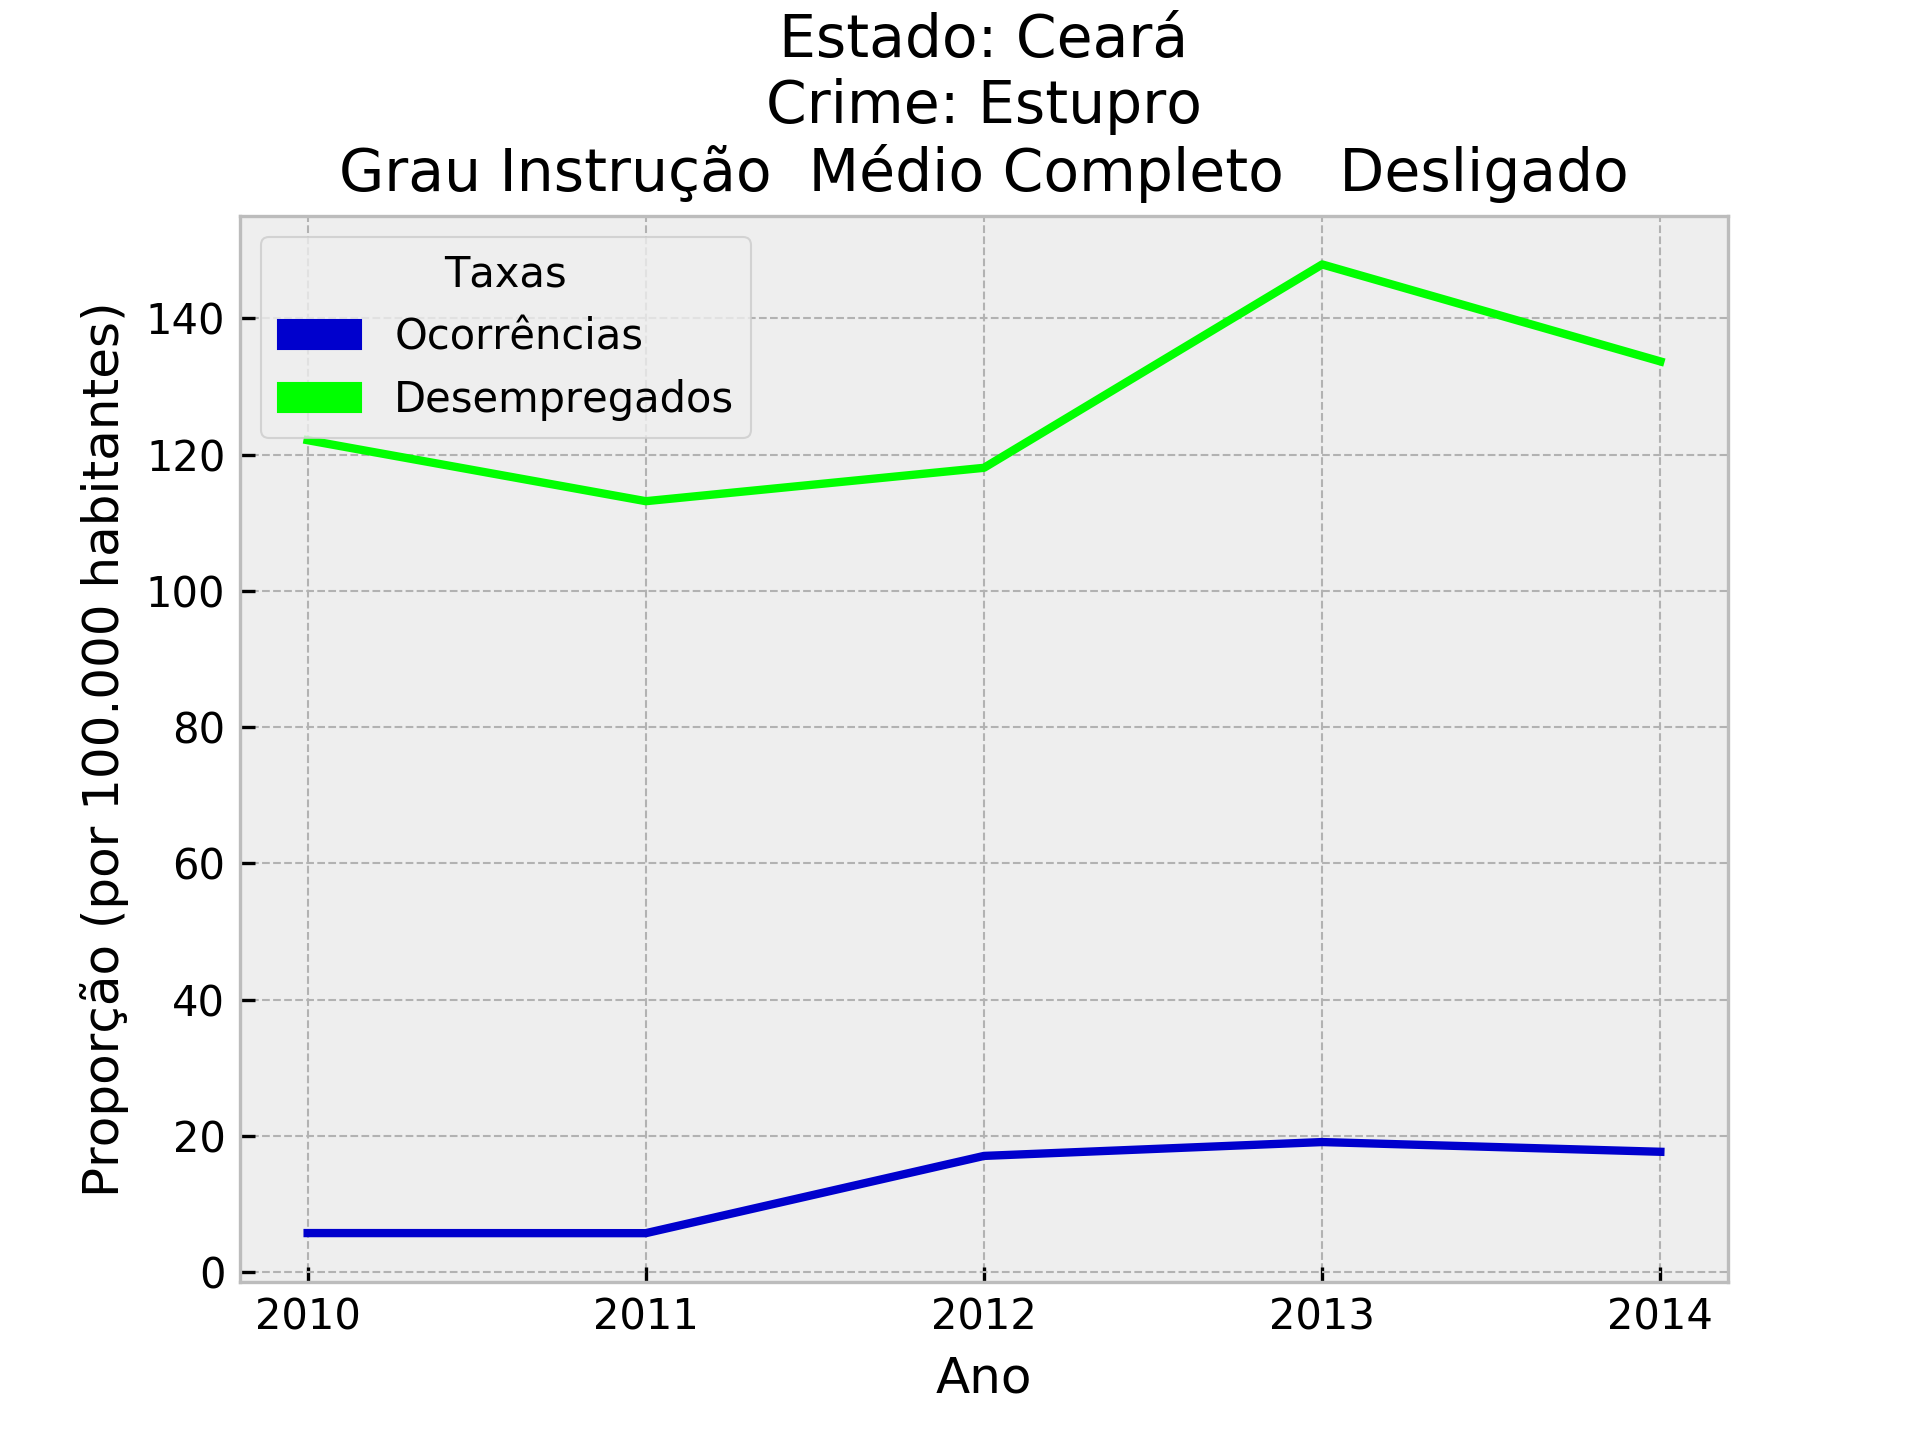 Estado: Ceará
Crime: Estupro
Grau Instrução  Médio Completo   Desligado
Taxas
Ocorrências
Desempregados
Proporção (por 100.000 habitantes)
140
120
100
80
60
40
20
0
2010 2011 2012 2013 2014
Ano